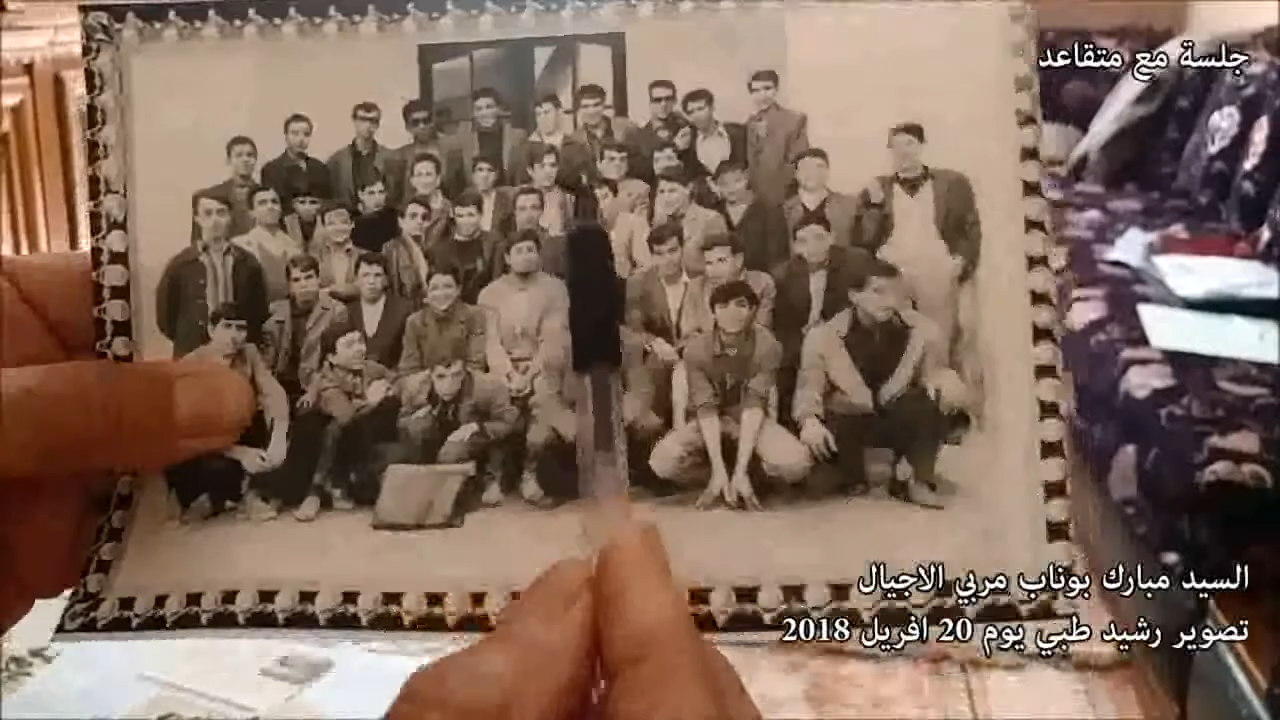 جلسة مع متقاعد
السيد مبارك بوناب مربي الاجيال
تصوير رشيد طبي يوم 20 افريل 2018